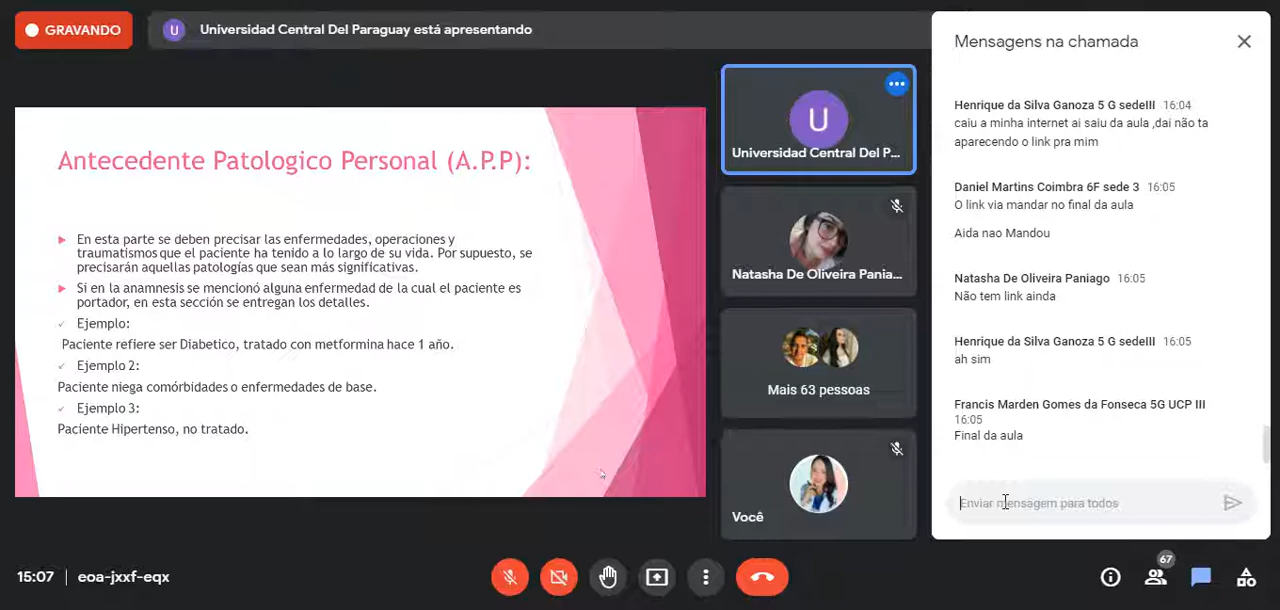 GRAVANDO
U
Universidad Central Del Paraguay está apresentando
Antecedente Patologico Personal (A.P.P):
En esta parte se deben precisar las enfermedades, operaciones y
traumatismos que el paciente ha tenido a lo largo de su vida. Por supuesto, se
precisarán aquellas patologías que sean más significativas.
Si en la anamnesis se mencionó alguna enfermedad de la cual el paciente es
portador, en esta sección se entregan los detalles.
Ejemplo:
Paciente refiere ser Diabetico, tratado con metformina hace 1 año.
Ejemplo 2:
Paciente niega comórbidades o enfermedades de base.
Ejemplo 3:
Paciente Hipertenso, no tratado.
U
Universidad Central Del P...
Natasha De Oliveira Pania...
Mais 63 pessoas
Você
Mensagens na chamada
Henrique da Silva Ganoza 5 G sedeIII 16:04
caiu a minha internet ai saiu da aula ,dai não ta
aparecendo o link pra mim
Daniel Martins Coimbra 6F sede 3 16:05
O link via mandar no final da aula
Aida nao Mandou
Natasha De Oliveira Paniago 16:05
Não tem link ainda
Henrique da Silva Ganoza 5 G sedeIII 16:05
ah sim
Francis Marden Gomes da Fonseca 5G UCP III
16:05
Final da aula
Enviar mensagem para todos
15:07 | eoa-jxxf-eqx
67